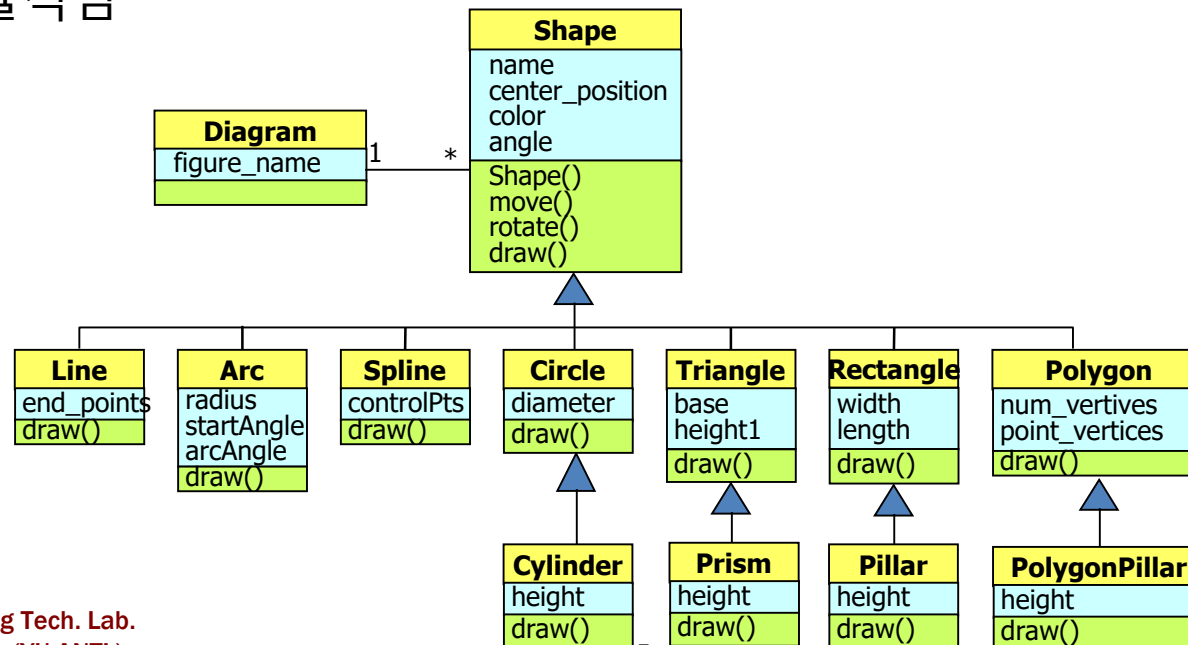 Shape
name
center_position
color
angle
Shape()
move()
rotate()
draw()
Diagram
figure_name
1 *
Line
end_points
draw()
Arc
radius
startAngle
arcAngle
draw()
Spline
controlPts
draw()
Circle
diameter
draw()
Triangle
base
height1
draw()
Rectangle
width
length
draw()
Polygon
num_vertives
point_vertices
draw()
Cylinder
height
draw()
Prism
height
draw()
Pillar
height
draw()
PolygonPillar
height
draw()
g Tech. Lab.